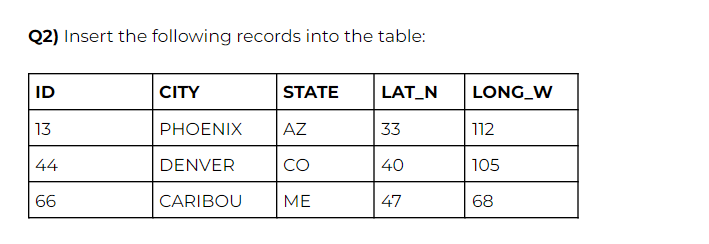 Q2) Insert the following records into the table:
ID CITY STATE LAT_N LONG_W
13 PHOENIX AZ 33 112
44 DENVER CO 40 105
66 CARIBOU ME 47 68